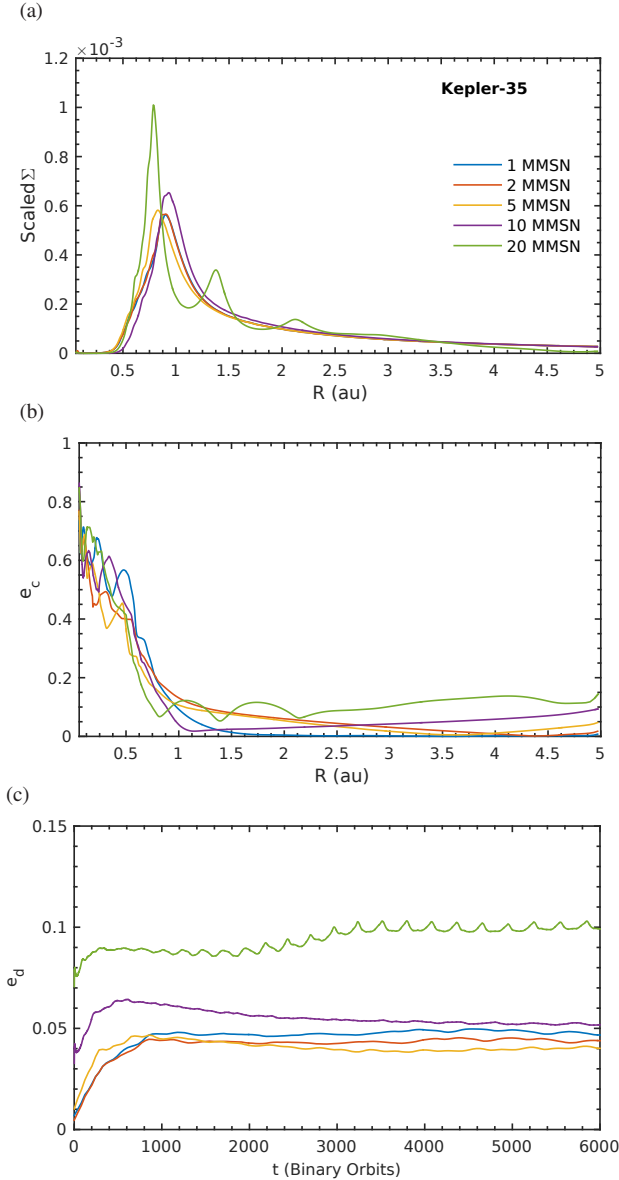 (a)
×10⁻³
1.2
1
0.8
0.6
0.4
0.2
0
Scaled Σ
Kepler-35
1 MMSN
2 MMSN
5 MMSN
10 MMSN
20 MMSN
0.5 1 1.5 2 2.5 3 3.5 4 4.5 5
R (au)
(b)
1
0.8
0.6
0.4
0.2
0
e_c
0.5 1 1.5 2 2.5 3 3.5 4 4.5 5
R (au)
(c)
0.15
0.1
0.05
0
e_d
0 1000 2000 3000 4000 5000 6000
t (Binary Orbits)